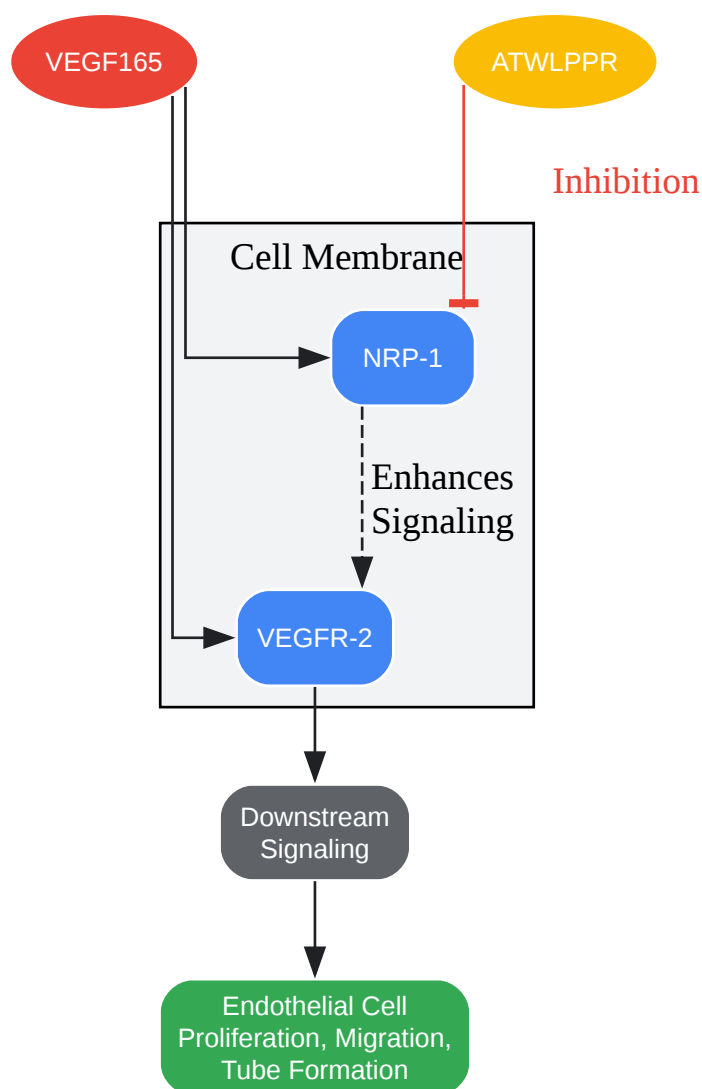 VEGF165
ATWLPPR
Inhibition
Cell Membrane
NRP-1
Enhances
Signaling
VEGFR-2
Downstream
Signaling
Endothelial Cell
Proliferation, Migration,
Tube Formation